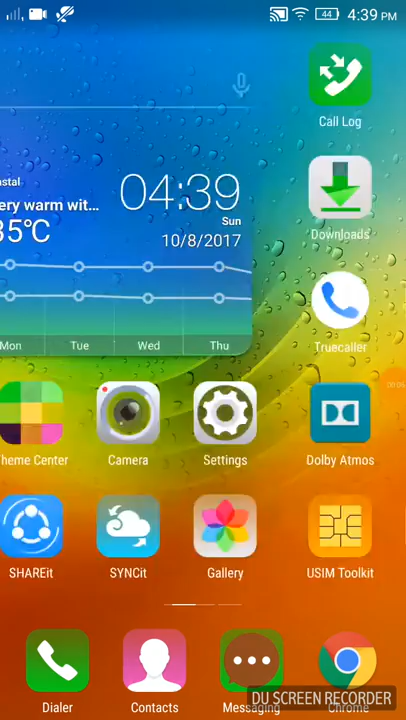 44 4:39 PM
Call Log
nstal
04:39
ery warm wit...
35°C
Sun
10/8/2017
Downloads
Mon Tue Wed Thu
Truecaller
heme Center Camera Settings Dolby Atmos
SHAREit SYNCit Gallery USIM Toolkit
Dialer Contacts Messaging Chrome
DU SCREEN RECORDER